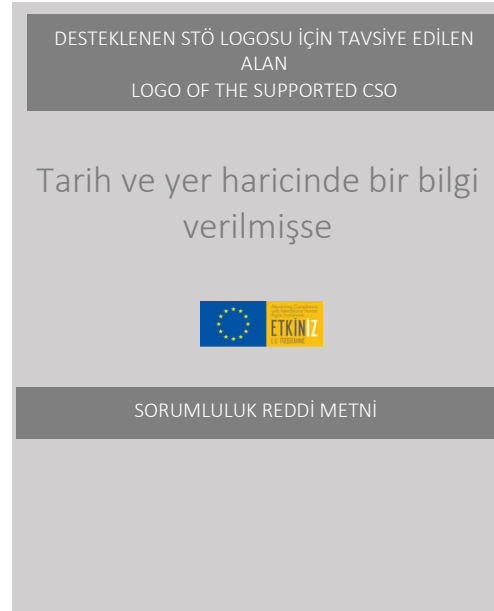 DESTEKLENEN STÖ LOGOSU İÇİN TAVSİYE EDİLEN
ALAN
LOGO OF THE SUPPORTED CSO
Tarih ve yer haricinde bir bilgi
verilmişse
ETKİNİZ
E.U. PROGRAMME
SORUMLULUK REDDİ METNİ